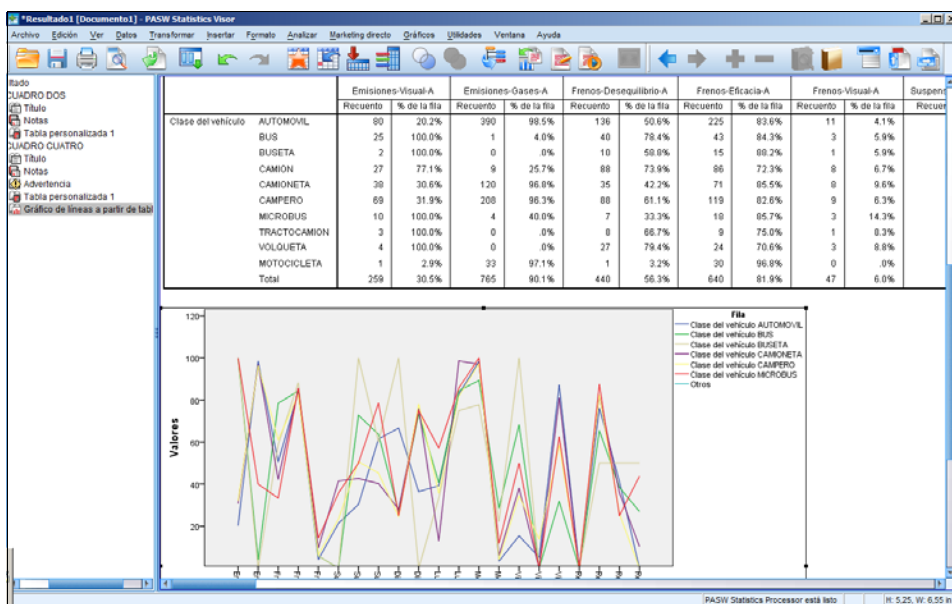 *Resultado1 [Documento1] - PASW Statistics Visor
Archivo Edición Ver Datos Transformar Insertar Formato Analizar Marketing directo Gráficos Utilidades Ventana Ayuda
ltado
CUADRO DOS
Título
Notas
Tabla personalizada 1
CUADRO CUATRO
Título
Notas
Advertencia
Tabla personalizada 1
Gráfico de líneas a partir de tabl
Emisiones-Visual-A Emisiones-Gases-A Frenos-Desequilibrio-A Frenos-Eficacia-A Frenos-Visual-A Suspens
Recuento % de la fila Recuento % de la fila Recuento % de la fila Recuento % de la fila Recuento % de la fila Recuer
Clase del vehículo AUTOMOVIL 80 20.2% 390 98.5% 136 50.6% 225 83.6% 11 4.1%
BUS 25 100.0% 1 4.0% 40 78.4% 43 84.3% 3 5.9%
BUSETA 2 100.0% 0 .0% 10 58.8% 15 88.2% 1 5.9%
CAMION 27 77.1% 9 25.7% 88 73.9% 86 72.3% 8 6.7%
CAMIONETA 38 30.6% 120 96.8% 35 42.2% 71 85.5% 8 9.6%
CAMPERO 69 31.9% 208 96.3% 88 61.1% 119 82.6% 9 6.3%
MICROBUS 10 100.0% 4 40.0% 7 33.3% 18 85.7% 3 14.3%
TRACTOCAMION 3 100.0% 0 .0% 8 66.7% 9 75.0% 1 8.3%
VOLQUETA 4 100.0% 0 .0% 27 79.4% 24 70.6% 3 8.8%
MOTOCICLETA 1 2.9% 33 97.1% 1 3.2% 30 96.8% 0 .0%
Total 259 30.5% 765 90.1% 440 56.3% 640 81.9% 47 6.0%
120
100
80
60
40
20
Valores
Fila
Clase del vehículo AUTOMOVIL
Clase del vehículo BUS
Clase del vehículo BUSETA
Clase del vehículo CAMIONETA
Clase del vehículo CAMPERO
Clase del vehículo MICROBUS
Otros
PASW Statistics Processor está listo
H: 5,25, W: 6,55 in